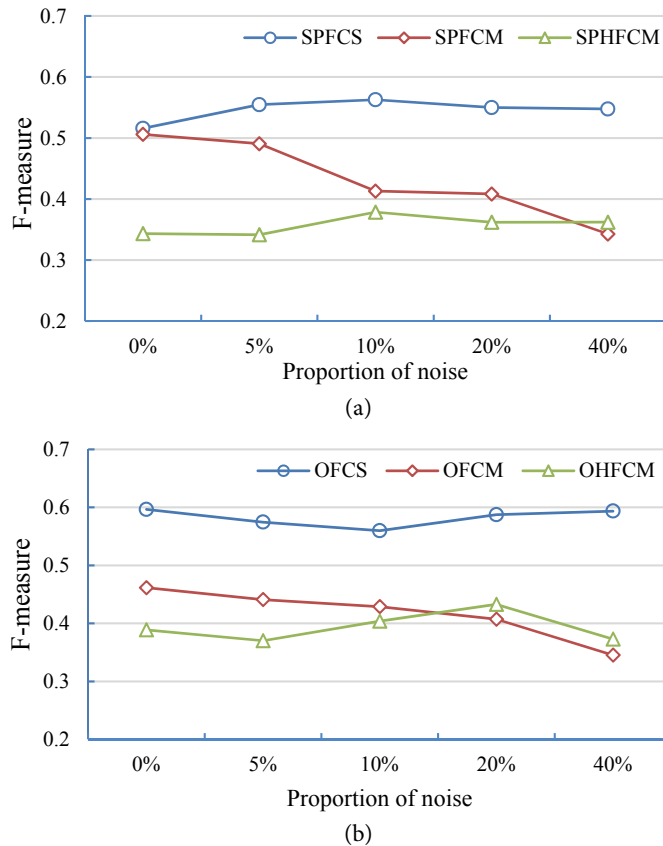 0.7
SPFCS SPFCM SPHFCM
0.6
0.5
0.4
0.3
0.2
F-measure
0% 5% 10% 20% 40%
Proportion of noise
(a)
0.7
OFCS OFCM OHFCM
0.6
0.5
0.4
0.3
0.2
F-measure
0% 5% 10% 20% 40%
Proportion of noise
(b)